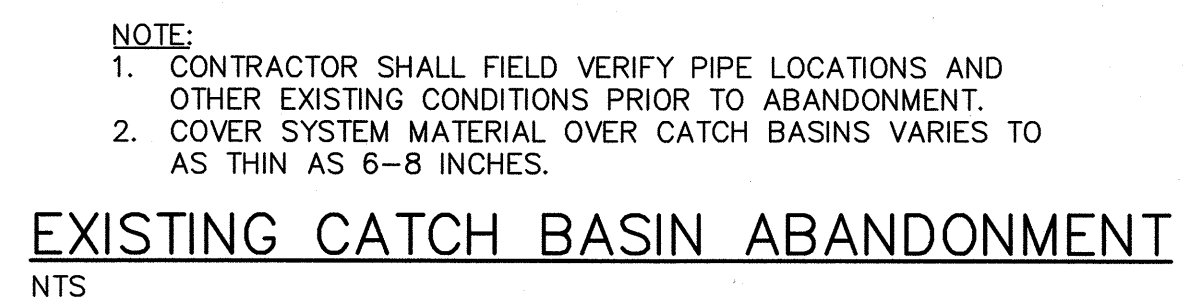 NOTE:
1. CONTRACTOR SHALL FIELD VERIFY PIPE LOCATIONS AND
OTHER EXISTING CONDITIONS PRIOR TO ABANDONMENT.
2. COVER SYSTEM MATERIAL OVER CATCH BASINS VARIES TO
AS THIN AS 6–8 INCHES.
EXISTING CATCH BASIN ABANDONMENT
NTS